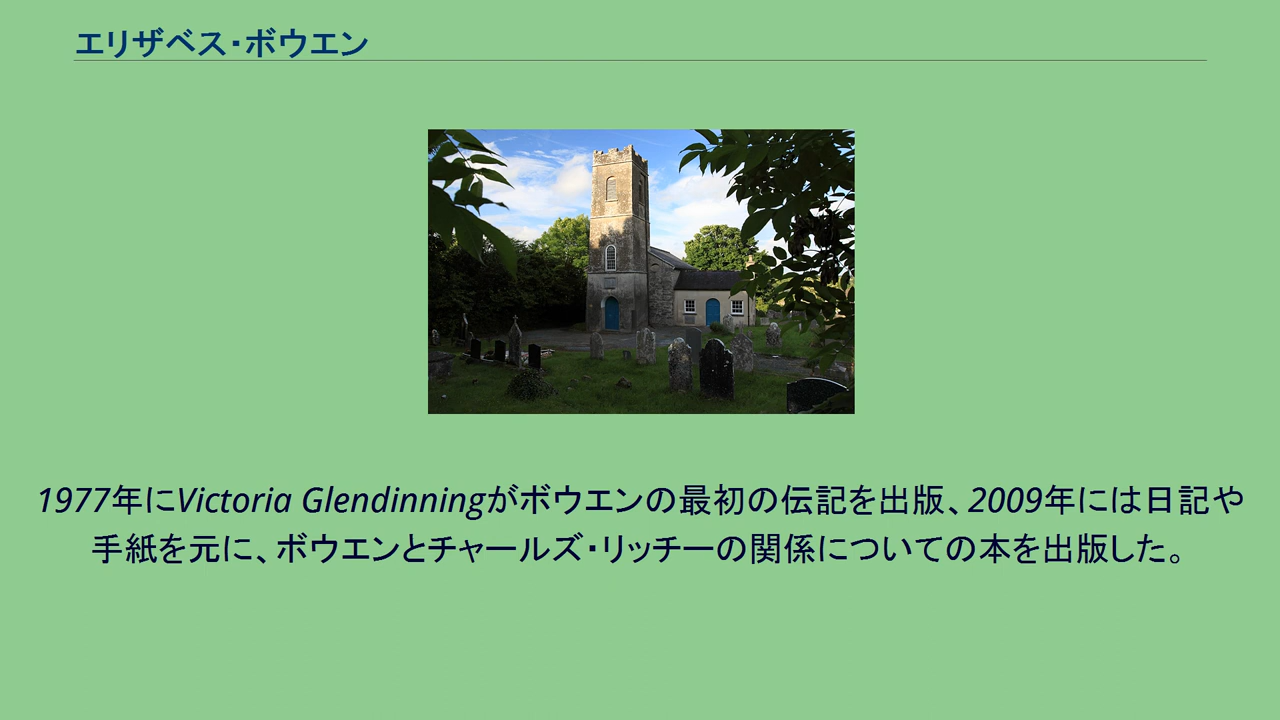 エリザベス・ボウエン
1977年にVictoria Glendinningがボウエンの最初の伝記を出版、2009年には日記や
手紙を元に、ボウエンとチャールズ・リッチーの関係についての本を出版した。